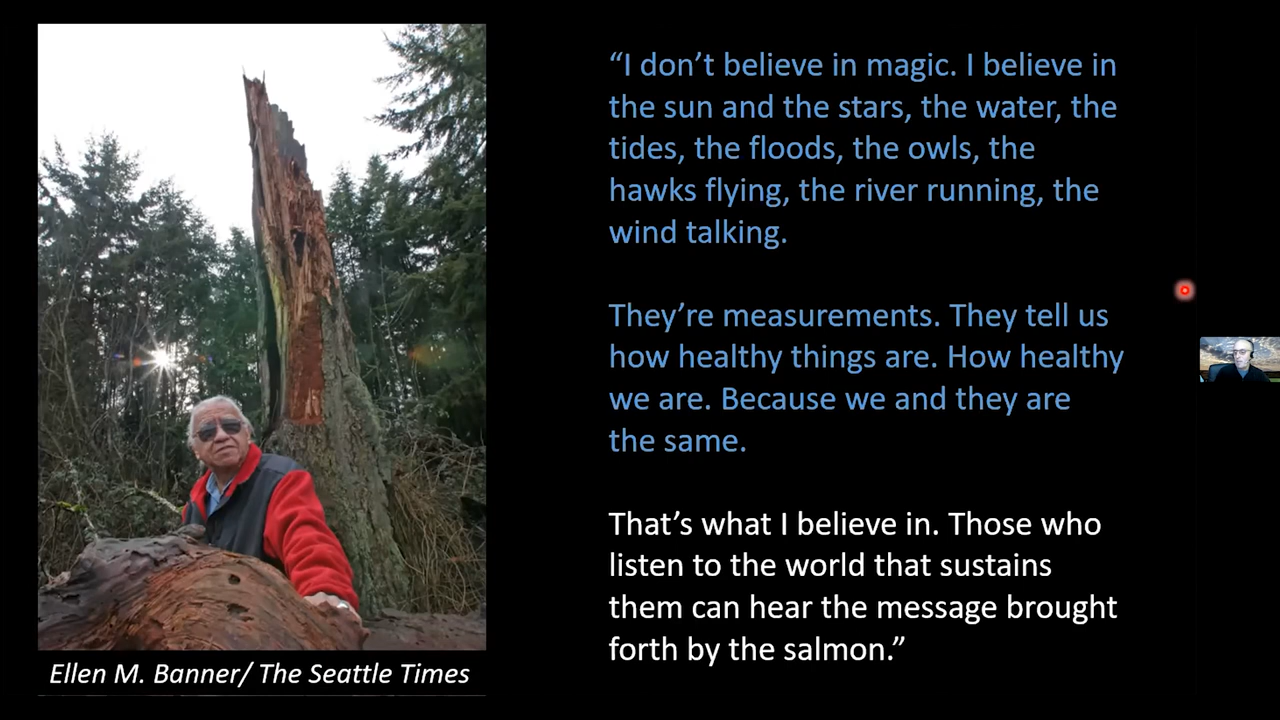 “I don’t believe in magic. I believe in
the sun and the stars, the water, the
tides, the floods, the owls, the
hawks flying, the river running, the
wind talking.
They’re measurements. They tell us
how healthy things are. How healthy
we are. Because we and they are
the same.
That’s what I believe in. Those who
listen to the world that sustains
them can hear the message brought
forth by the salmon.”
Ellen M. Banner/ The Seattle Times